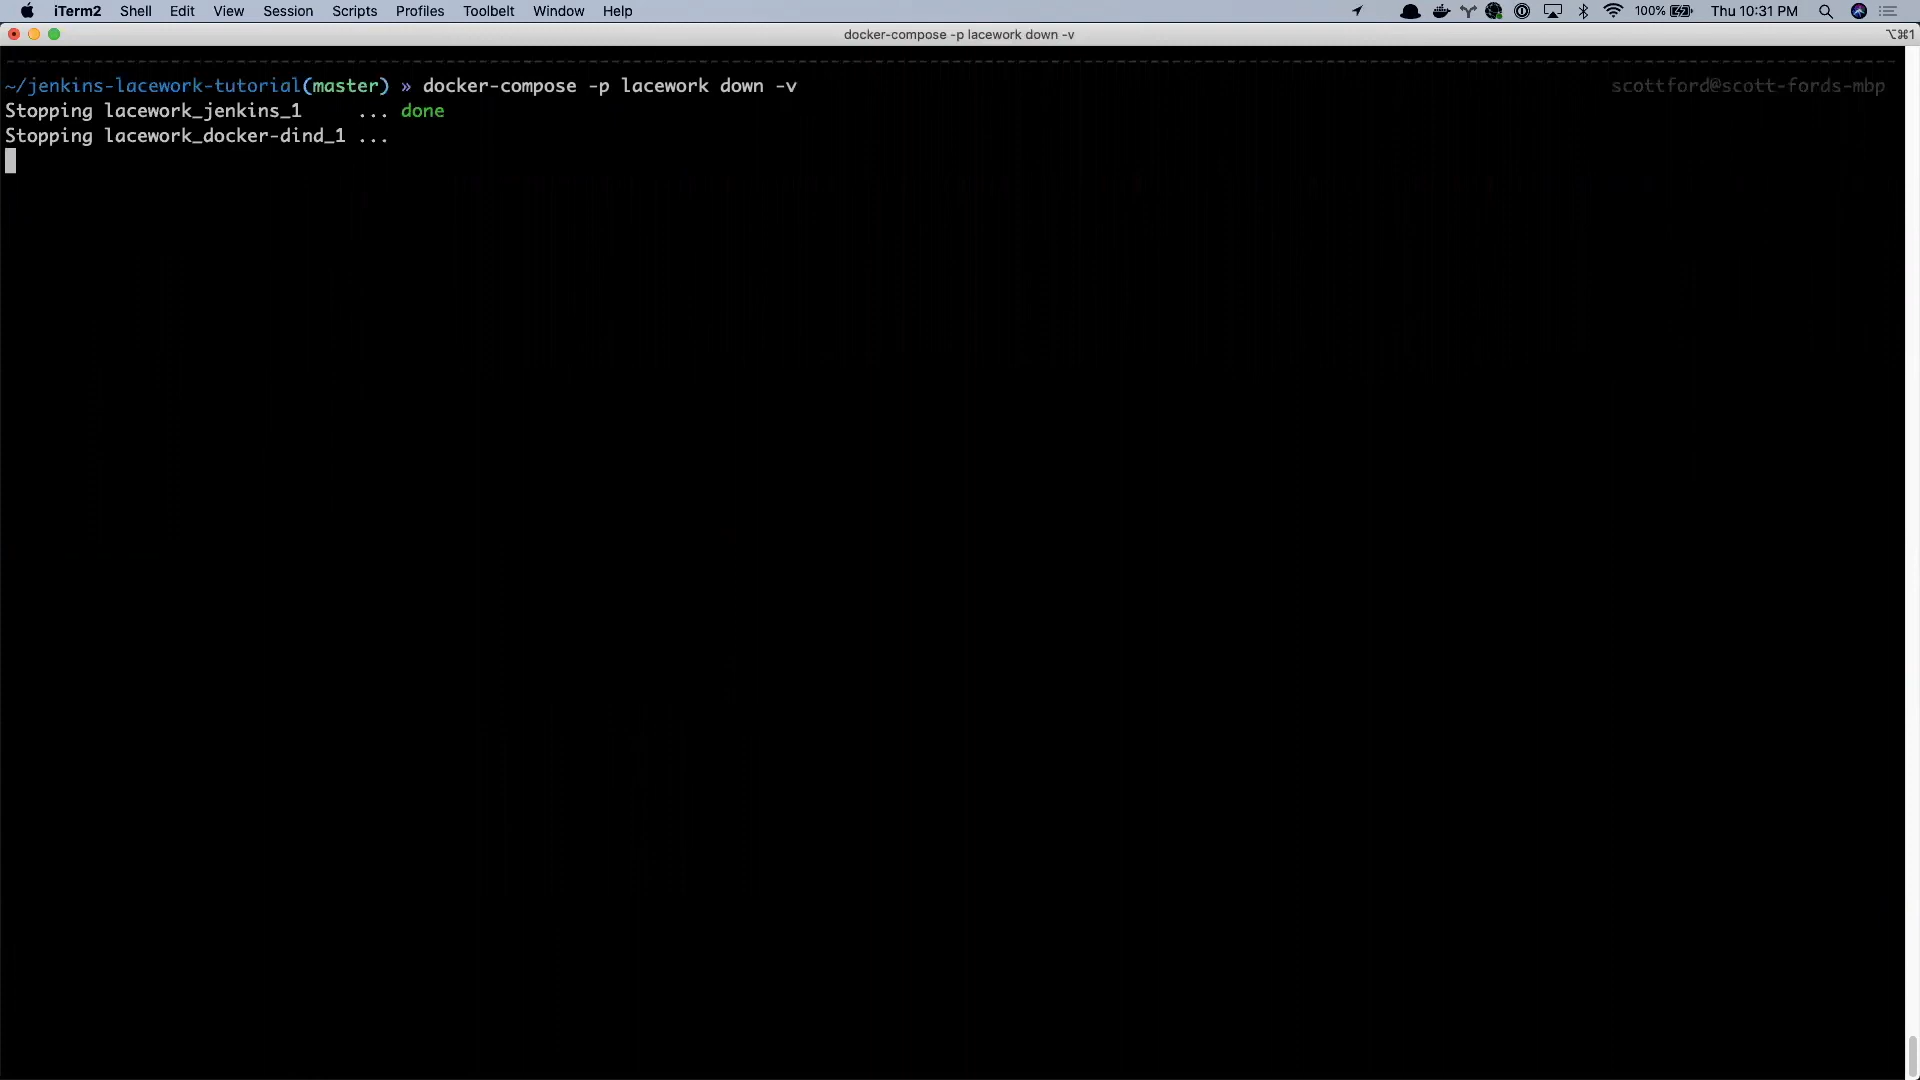 iTerm2 Shell Edit View Session Scripts Profiles Toolbelt Window Help 100% Thu 10:31 PM
docker-compose -p lacework down -v ⌥⌘1
~/jenkins-lacework-tutorial(master) » docker-compose -p lacework down -v scottford@scott-fords-mbp
Stopping lacework_jenkins_1 ... done
Stopping lacework_docker-dind_1 ...